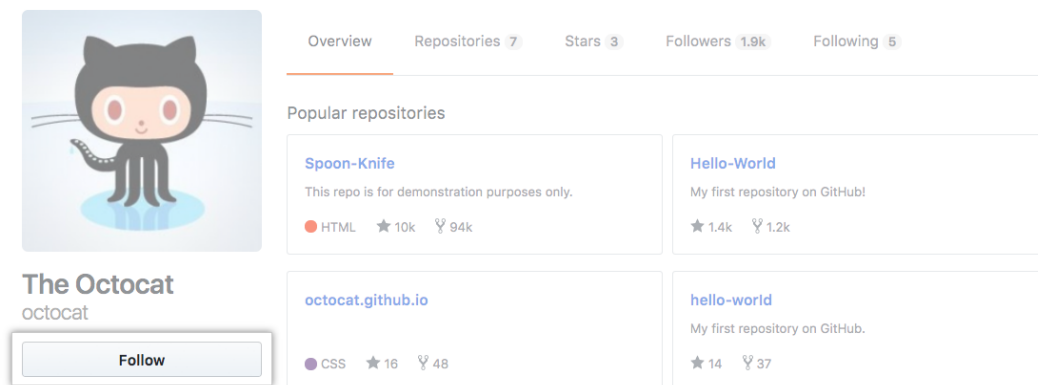 Overview Repositories 7 Stars 3 Followers 1.9k Following 5
Popular repositories
Spoon-Knife
This repo is for demonstration purposes only.
HTML 10k 94k
Hello-World
My first repository on GitHub!
1.4k 1.2k
octocat.github.io
CSS 16 48
hello-world
My first repository on GitHub.
14 37
The Octocat
octocat
Follow